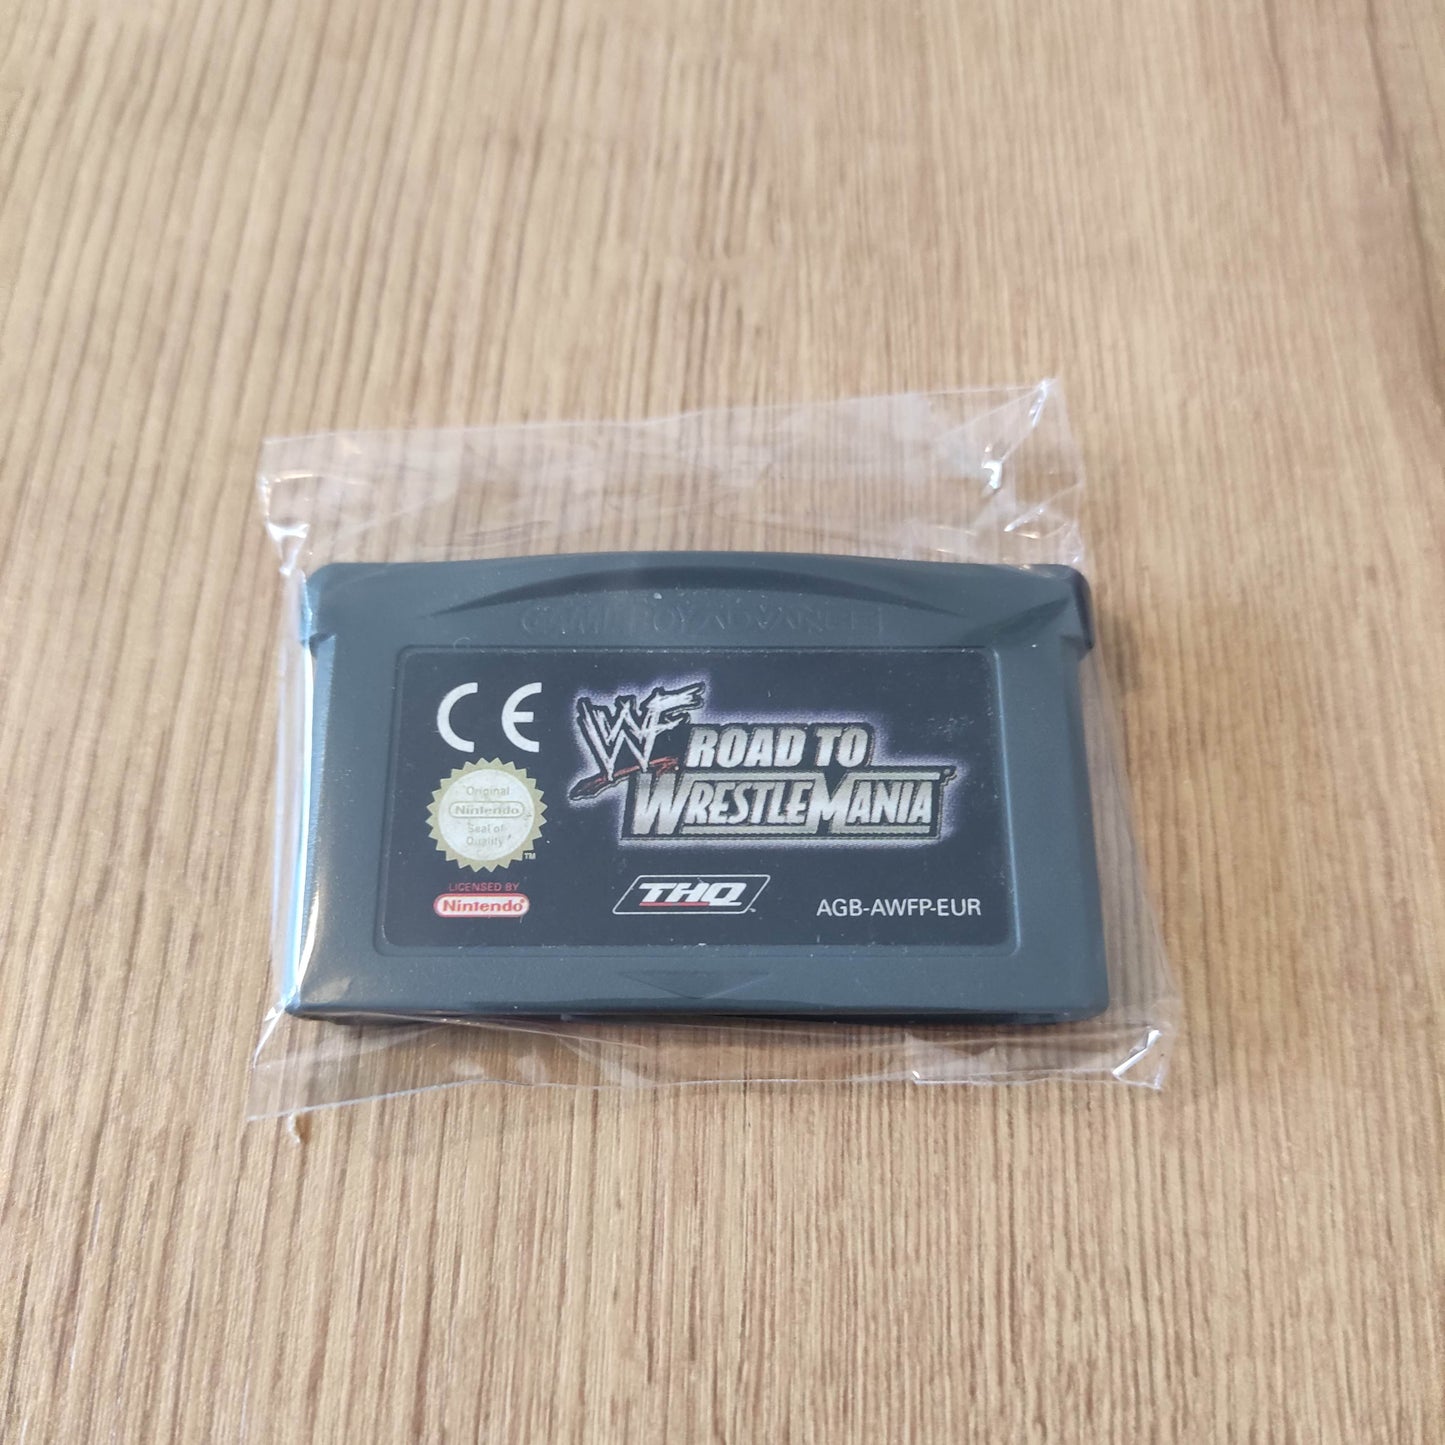 GAME BOY ADVANCE
CE
WF ROAD TO
WRESTLEMANIA
Original
Nintendo
Seal of
Quality
TM
LICENSED BY
Nintendo
THQ
AGB-AWFP-EUR